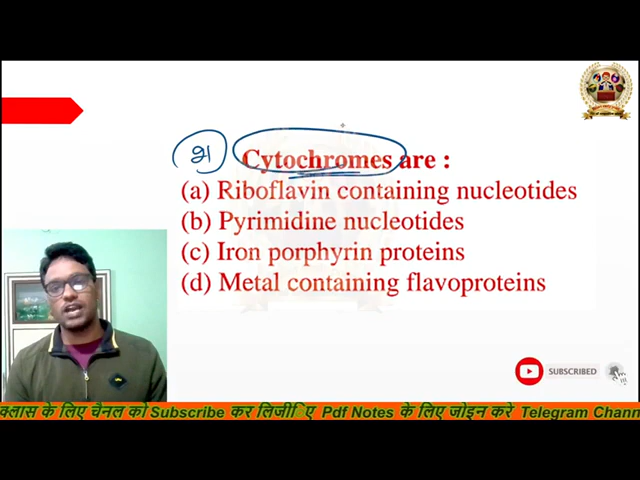 Cytochromes are :
(a) Riboflavin containing nucleotides
(b) Pyrimidine nucleotides
(c) Iron porphyrin proteins
(d) Metal containing flavoproteins
SUBSCRIBED
क्लास के लिए चैनल को Subscribe कर लिजीिए Pdf Notes के लिए जोइन करे Telegram Chann